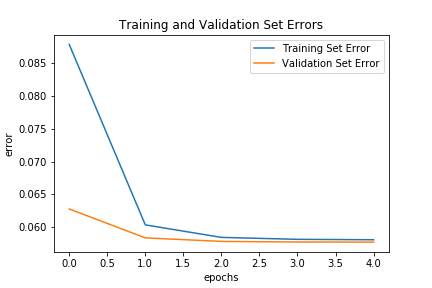 Training and Validation Set Errors
Training Set Error
Validation Set Error
error
0.085
0.080
0.075
0.070
0.065
0.060
0.0 0.5 1.0 1.5 2.0 2.5 3.0 3.5 4.0
epochs